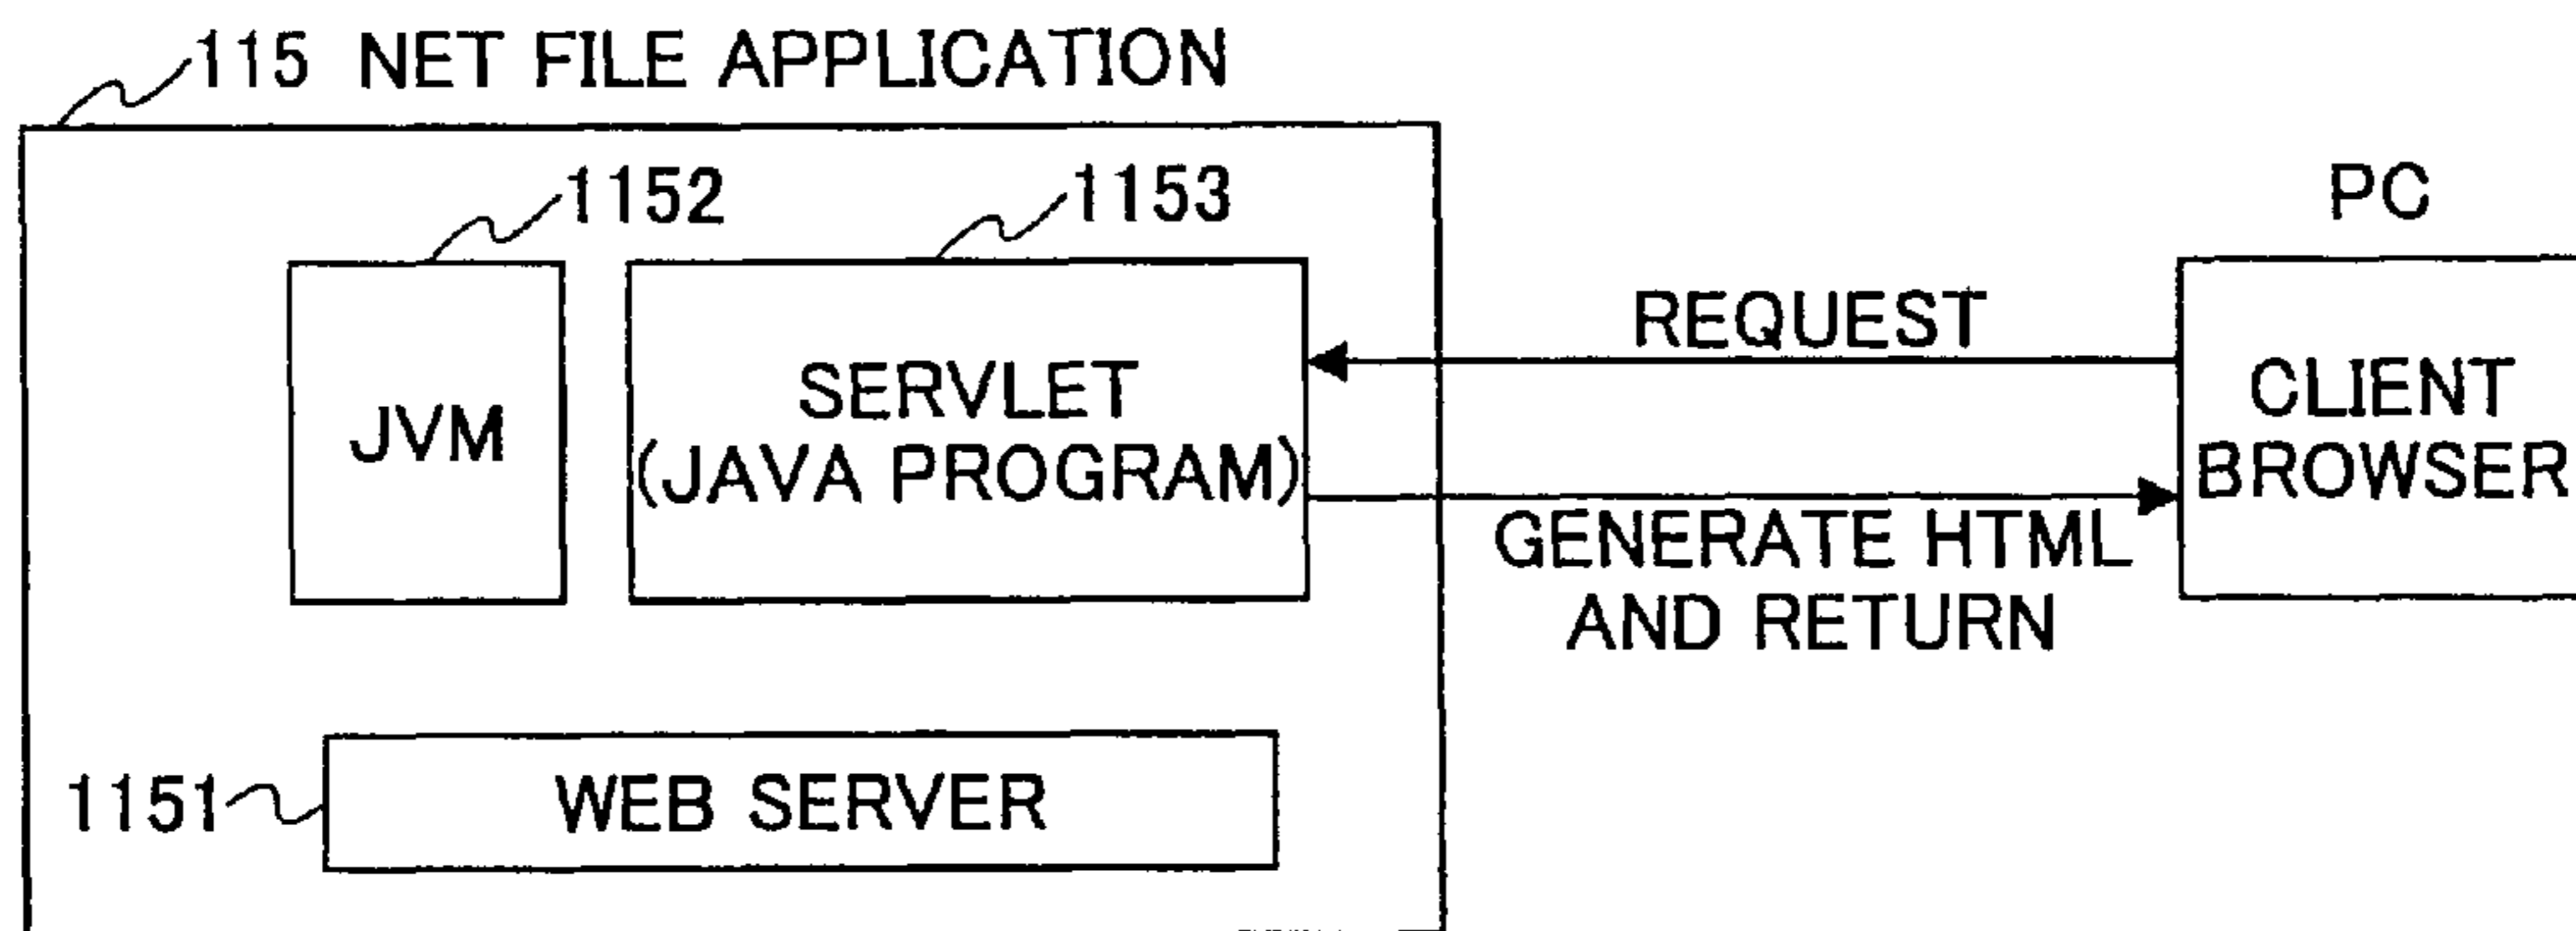 115 NET FILE APPLICATION
1152
1153
PC
JVM
SERVLET
(JAVA PROGRAM)
REQUEST
GENERATE HTML
AND RETURN
CLIENT
BROWSER
1151
WEB SERVER